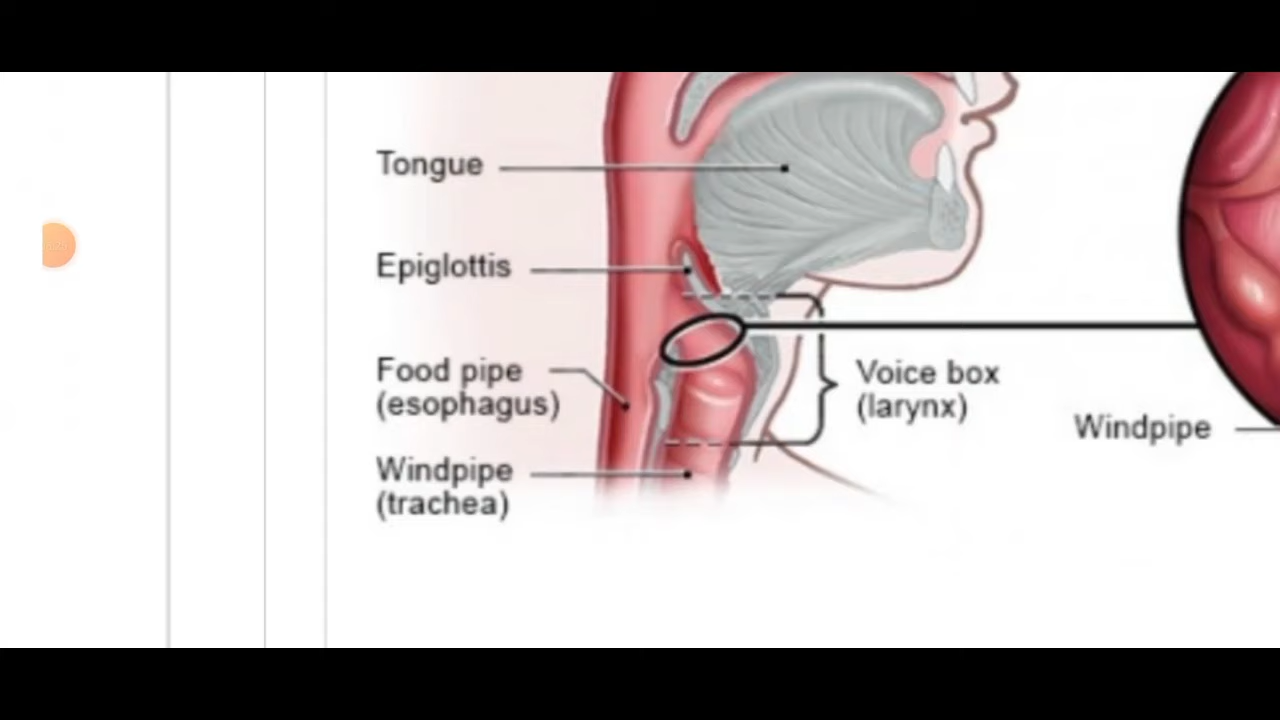 Tongue
Epiglottis
Food pipe
(esophagus)
Voice box
(larynx)
Windpipe
Windpipe
(trachea)